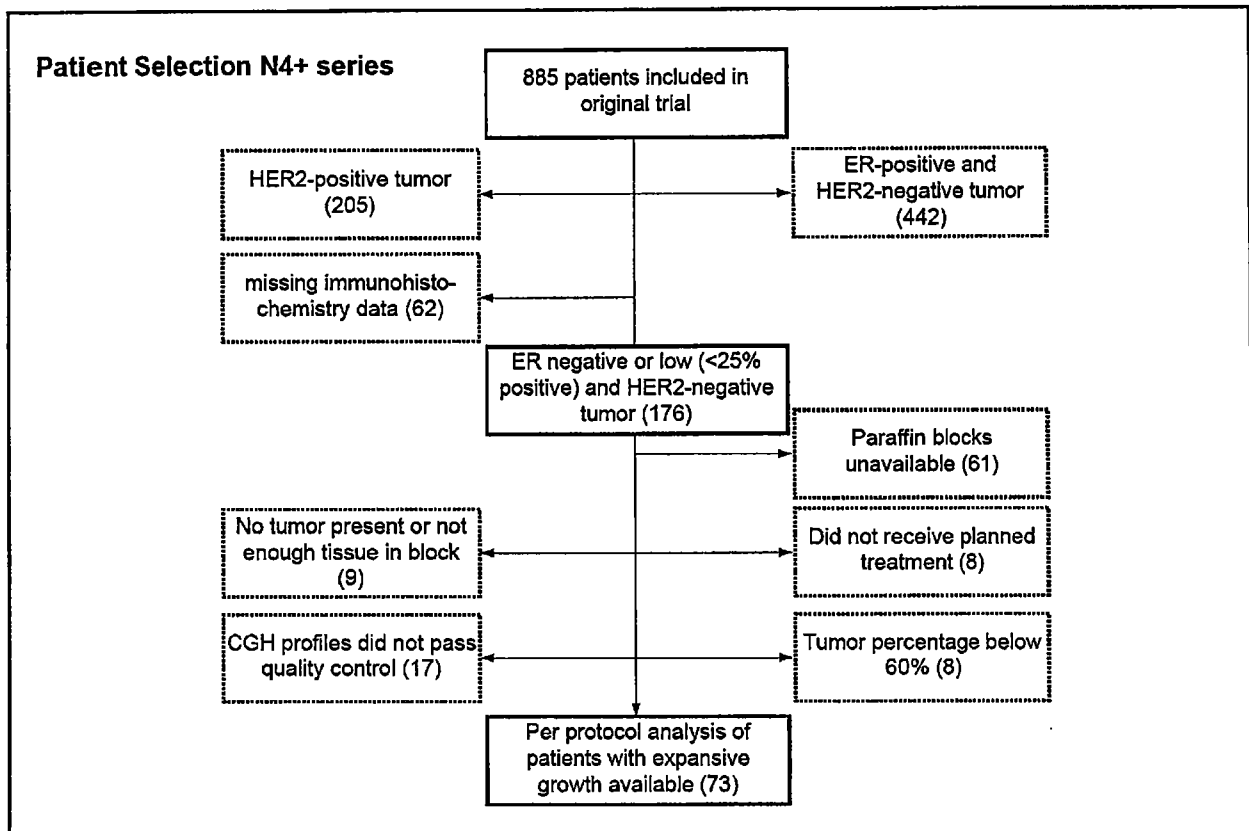 Patient Selection N4+ series
885 patients included in
original trial
HER2-positive tumor
(205)
ER-positive and
HER2-negative tumor
(442)
missing immunohisto-
chemistry data (62)
ER negative or low (<25%
positive) and HER2-negative
tumor (176)
Paraffin blocks
unavailable (61)
No tumor present or not
enough tissue in block
(9)
Did not receive planned
treatment (8)
CGH profiles did not pass
quality control (17)
Tumor percentage below
60% (8)
Per protocol analysis of
patients with expansive
growth available (73)